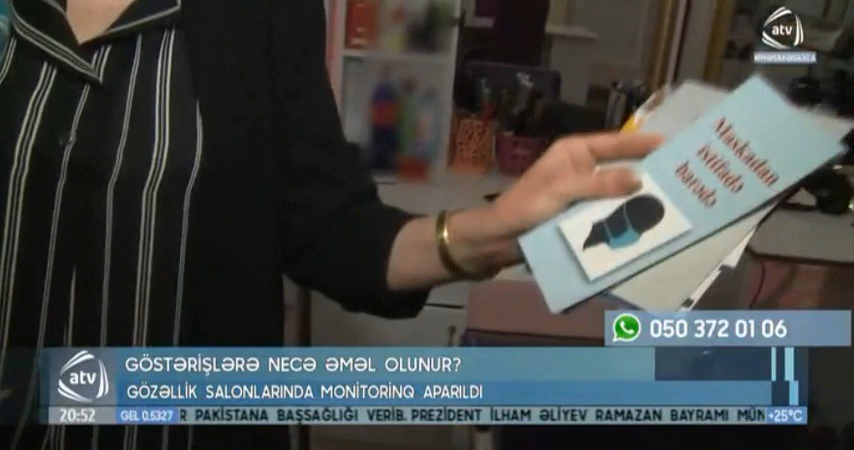 atv
Maskadan
istifadə
barədə
050 372 01 06
atv
GÖSTƏRİŞLƏRƏ NECƏ ƏMƏL OLUNUR?
GÖZƏLLİK SALONLARINDA MONİTORİNQ APARILDI
20:52
GEL 0,5327
R PAKİSTANA BAŞSAĞLIĞI VERİB. PREZİDENT İLHAM ƏLİYEV RAMAZAN BAYRAMI MÜN
+25°C